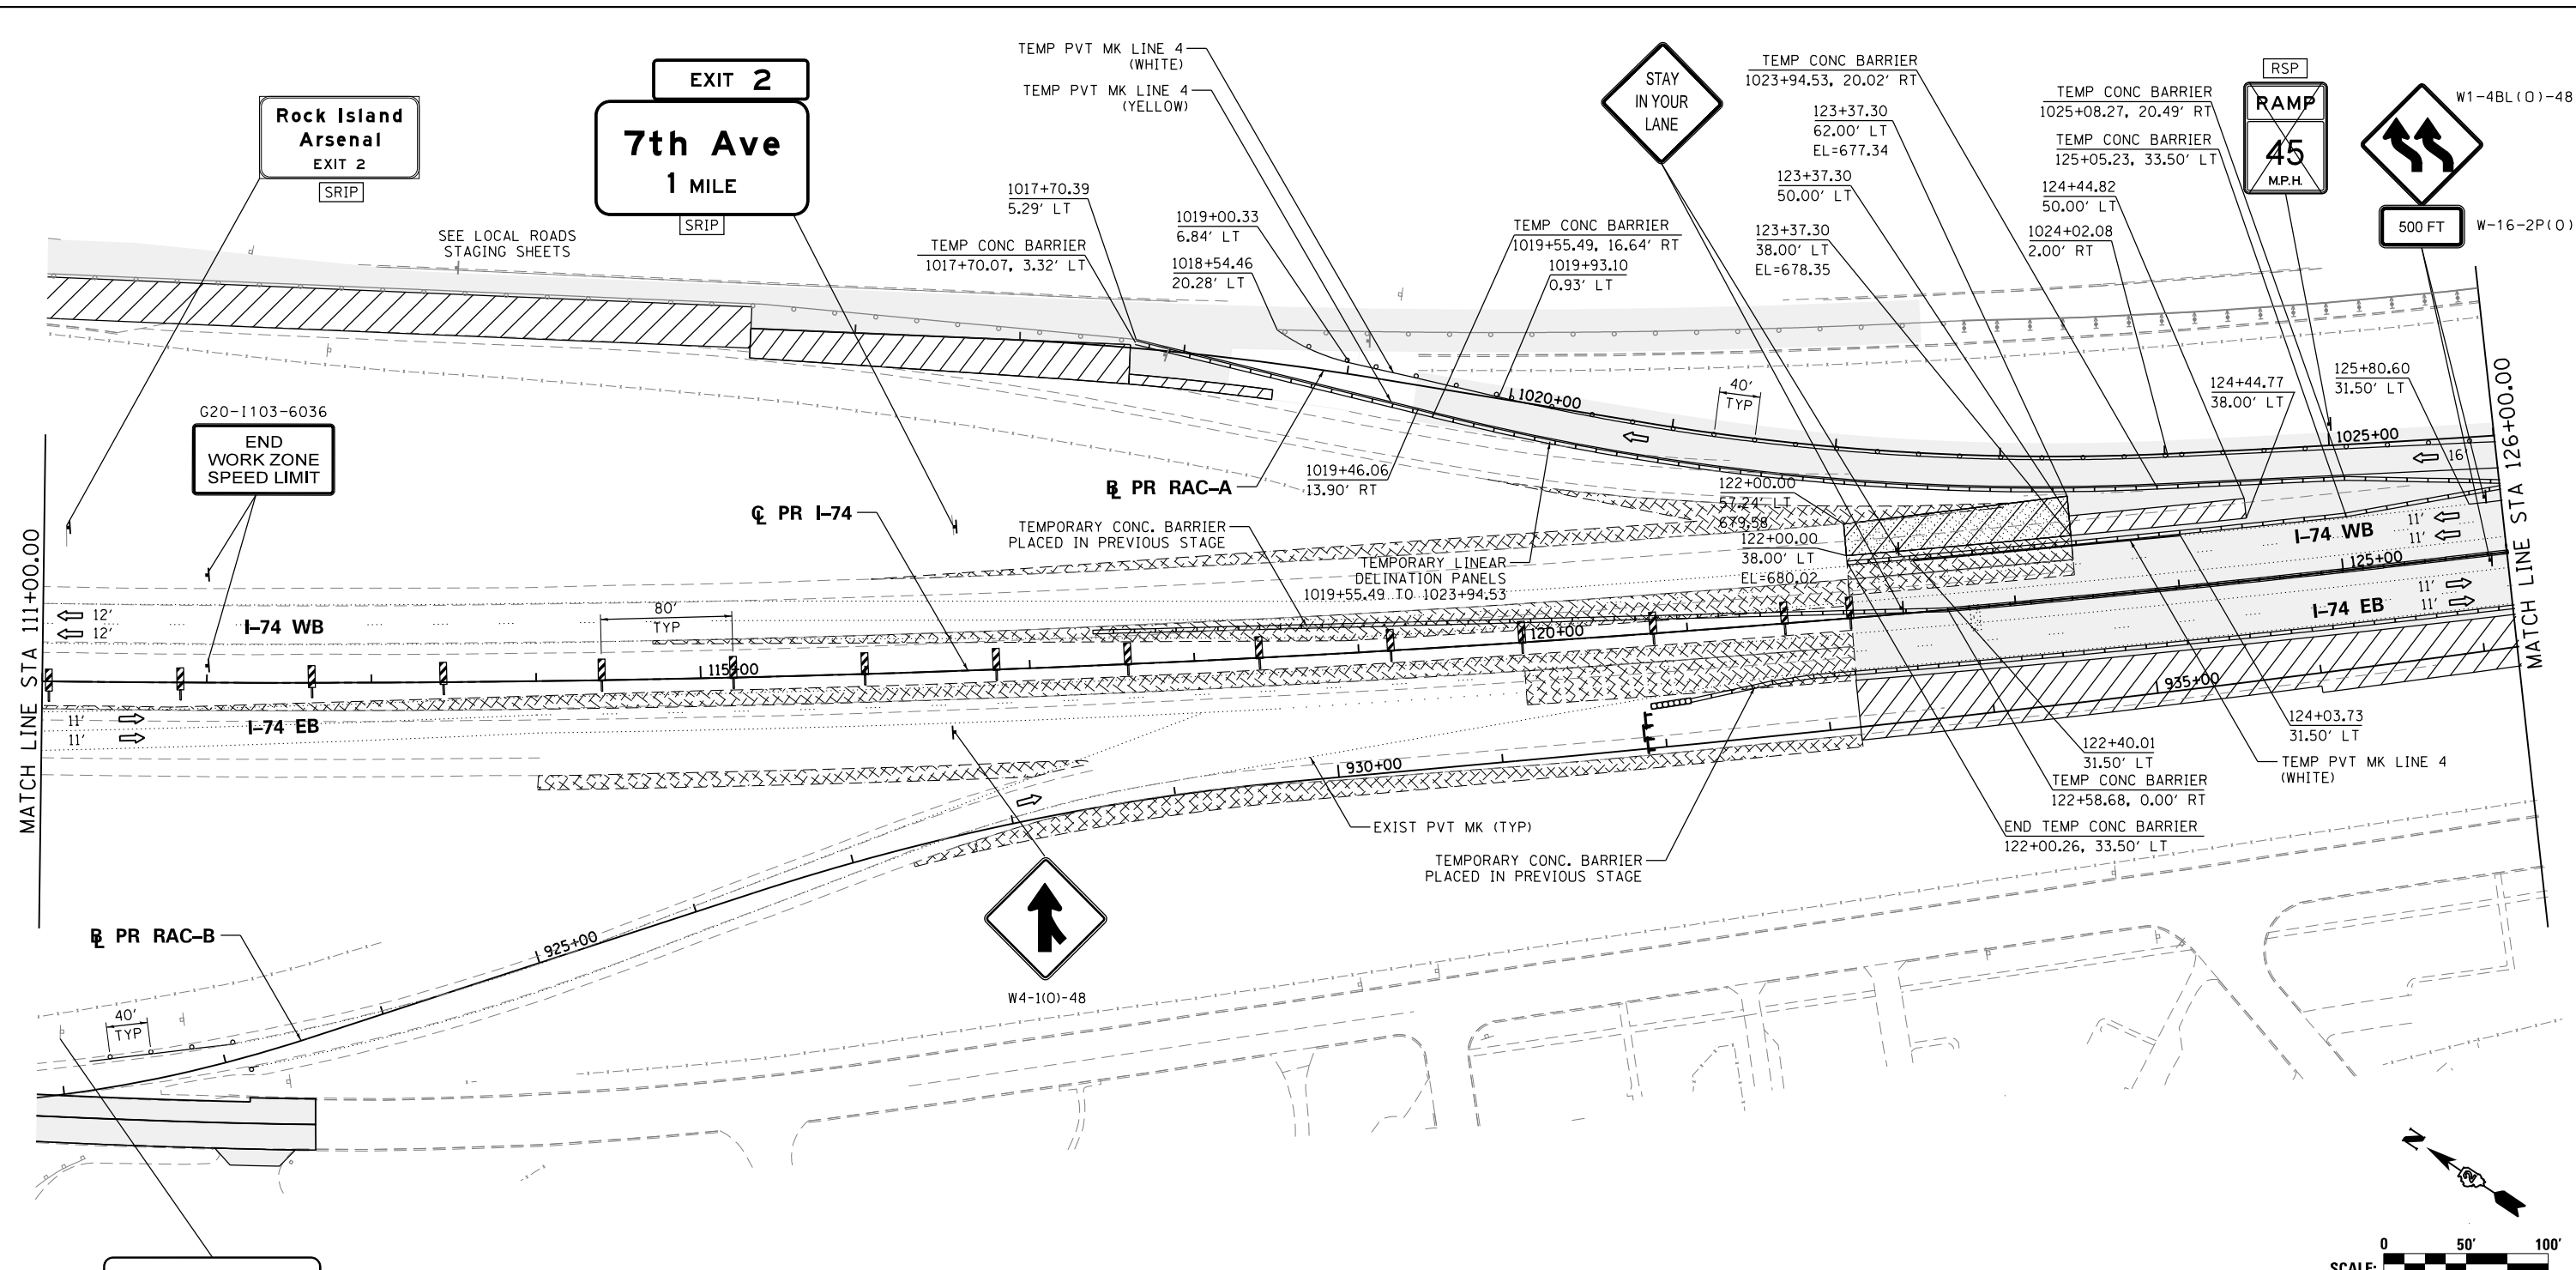 TEMP PVT MK LINE 4
(WHITE)
TEMP PVT MK LINE 4
(YELLOW)
EXIT 2
7th Ave
1 MILE
SRIP
Rock Island
Arsenal
EXIT 2
SRIP
STAY
IN YOUR
LANE
TEMP CONC BARRIER
1023+94.53, 20.02' RT
123+37.30
62.00' LT
EL=677.34
123+37.30
50.00' LT
123+37.30
38.00' LT
EL=678.35
TEMP CONC BARRIER
1025+08.27, 20.49' RT
TEMP CONC BARRIER
125+05.23, 33.50' LT
124+44.82
50.00' LT
1024+02.08
2.00' RT
RSP
RAMP
45
M.P.H.
W1-4BL(O)-48
500 FT
W-16-2P(O)
SEE LOCAL ROADS
STAGING SHEETS
1017+70.39
5.29' LT
TEMP CONC BARRIER
1017+70.07, 3.32' LT
1019+00.33
6.84' LT
1018+54.46
20.28' LT
TEMP CONC BARRIER
1019+55.49, 16.64' RT
1019+93.10
0.93' LT
124+44.77
38.00' LT
125+80.60
31.50' LT
40'
TYP
1020+00
1025+00
16'
G20-I103-6036
END
WORK ZONE
SPEED LIMIT
1019+46.06
13.90' RT
BL PR RAC-A
CL PR I-74
TEMPORARY CONC. BARRIER
PLACED IN PREVIOUS STAGE
TEMPORARY LINEAR
DELINATION PANELS
1019+55.49 TO 1023+94.53
122+00.00
57.24' LT
679.58
122+00.00
38.00' LT
EL=680.02
MATCH LINE STA 111+00.00
MATCH LINE STA 126+00.00
I-74 WB
11'
11'
125+00
I-74 EB
11'
11'
12'
12'
I-74 WB
80'
TYP
115+00
120+00
11'
11'
I-74 EB
930+00
935+00
124+03.73
31.50' LT
122+40.01
31.50' LT
TEMP PVT MK LINE 4
(WHITE)
TEMP CONC BARRIER
122+58.68, 0.00' RT
END TEMP CONC BARRIER
122+00.26, 33.50' LT
EXIST PVT MK (TYP)
TEMPORARY CONC. BARRIER
PLACED IN PREVIOUS STAGE
W4-1(O)-48
BL PR RAC-B
925+00
40'
TYP
N
0 50' 100'
SCALE: